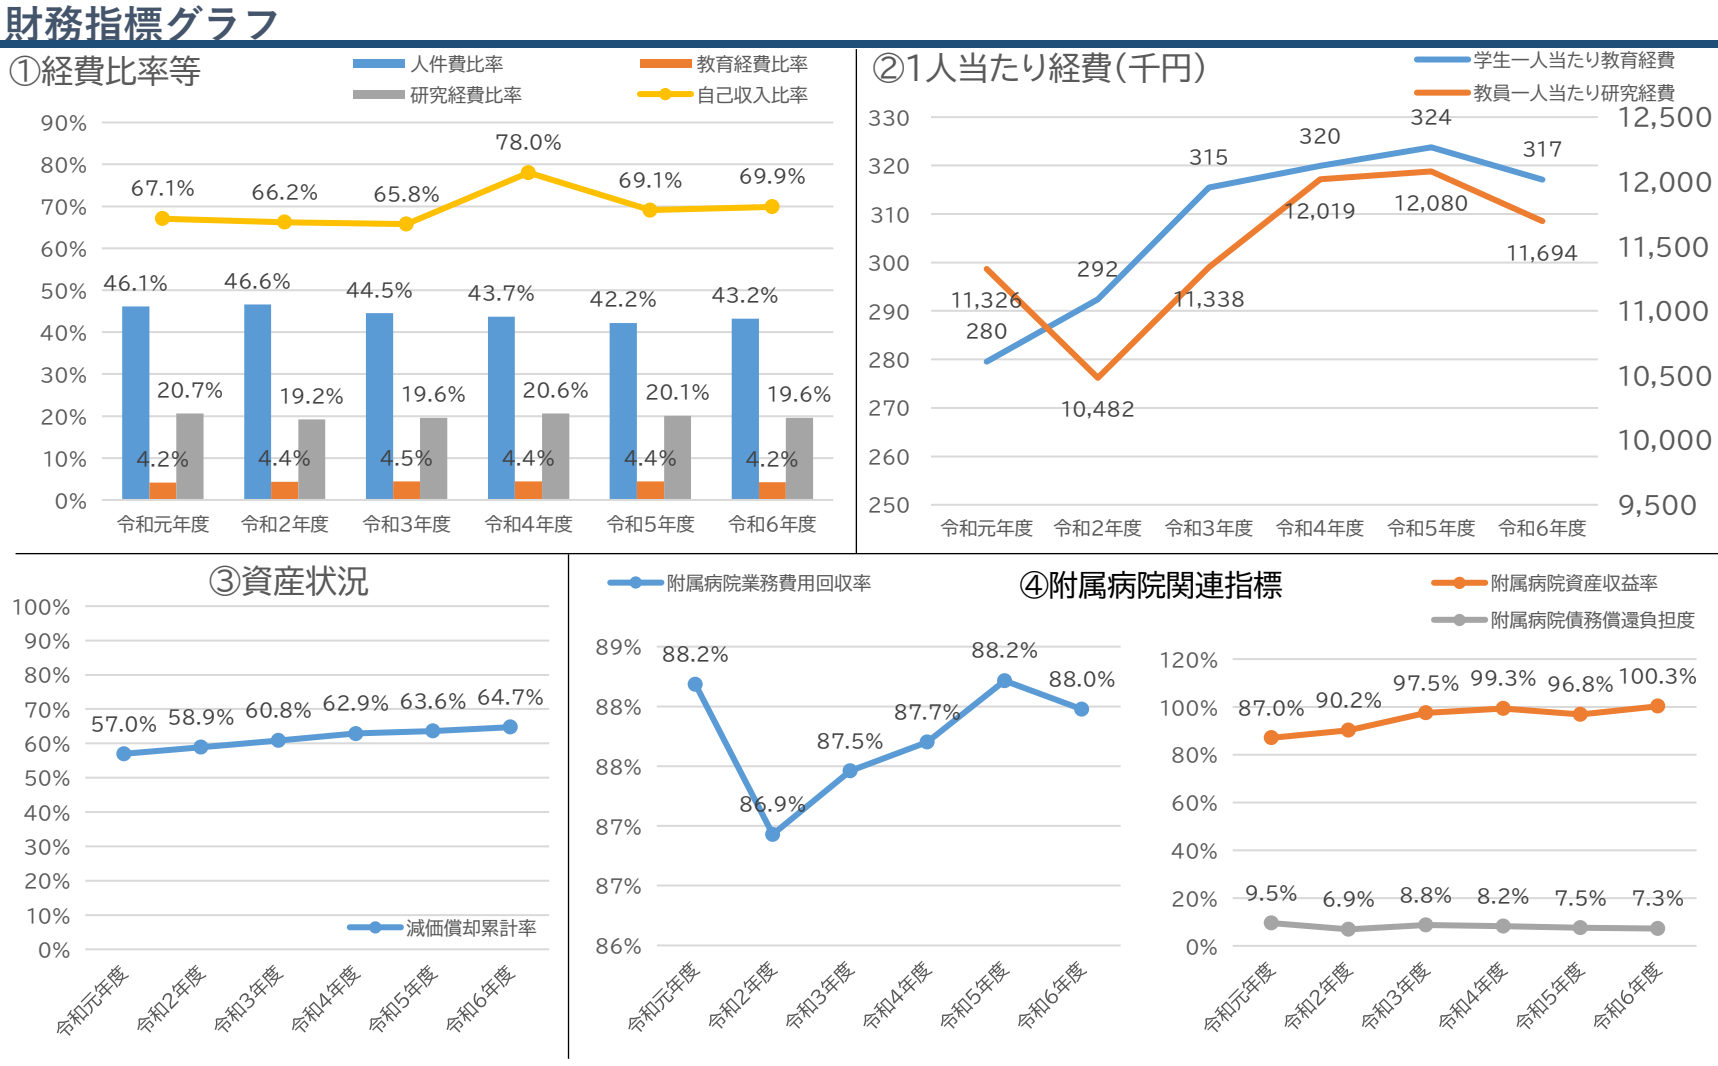 財務指標グラフ
①経費比率等
人件費比率
教育経費比率
研究経費比率
自己収入比率
90%
80%
70%
60%
50%
40%
30%
20%
10%
0%
67.1% 66.2% 65.8% 78.0% 69.1% 69.9%
46.1% 46.6% 44.5% 43.7% 42.2% 43.2%
20.7% 19.2% 19.6% 20.6% 20.1% 19.6%
4.2% 4.4% 4.5% 4.4% 4.4% 4.2%
令和元年度 令和2年度 令和3年度 令和4年度 令和5年度 令和6年度
②1人当たり経費(千円)
学生一人当たり教育経費
教員一人当たり研究経費
330
320
310
300
290
280
270
260
250
280 292 315 320 324 317
11,326 10,482 11,338 12,019 12,080 11,694
12,500
12,000
11,500
11,000
10,500
10,000
9,500
令和元年度 令和2年度 令和3年度 令和4年度 令和5年度 令和6年度
③資産状況
100%
90%
80%
70%
60%
50%
40%
30%
20%
10%
0%
57.0% 58.9% 60.8% 62.9% 63.6% 64.7%
減価償却累計率
令和元年度 令和2年度 令和3年度 令和4年度 令和5年度 令和6年度
④附属病院関連指標
附属病院業務費用回収率
89%
88%
88%
87%
87%
86%
88.2% 86.9% 87.5% 87.7% 88.2% 88.0%
令和元年度 令和2年度 令和3年度 令和4年度 令和5年度 令和6年度
附属病院資産収益率
附属病院債務償還負担度
120%
100%
80%
60%
40%
20%
0%
87.0% 90.2% 97.5% 99.3% 96.8% 100.3%
9.5% 6.9% 8.8% 8.2% 7.5% 7.3%
令和元年度 令和2年度 令和3年度 令和4年度 令和5年度 令和6年度